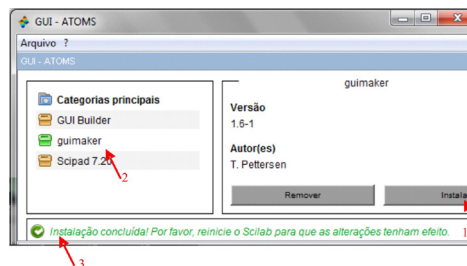 GUI - ATOMS
Arquivo ?
GUI - ATOMS
Categorias principais
GUI Builder
guimaker
Scipad 7.20
2
guimaker
Versão
1.6-1
Autor(es)
T. Pettersen
Remover
Instala
1
Instalação concluída! Por favor, reinicie o Scilab para que as alterações tenham efeito.
3